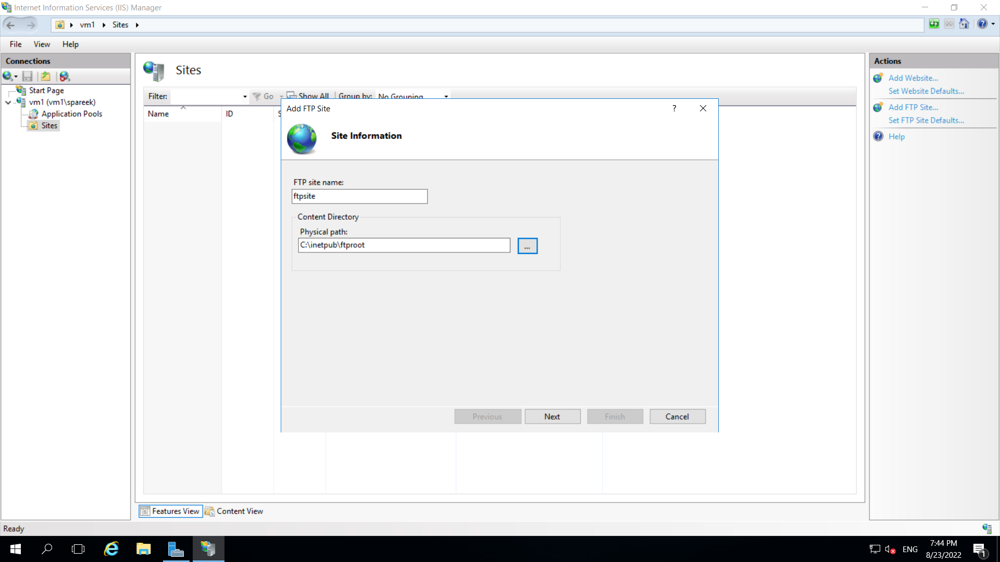 Internet Information Services (IIS) Manager
vm1 Sites
File View Help
Connections
Start Page
vm1 (vm1\spareek)
Application Pools
Sites
Sites
Filter: Go Show All Group by: No Grouping
Name ID S
Add FTP Site ?
Site Information
FTP site name:
ftpsite
Content Directory
Physical path:
C:\inetpub\ftproot
...
Previous Next Finish Cancel
Features View Content View
Actions
Add Website...
Set Website Defaults...
Add FTP Site...
Set FTP Site Defaults...
Help
Ready
ENG
7:44 PM
8/23/2022
1